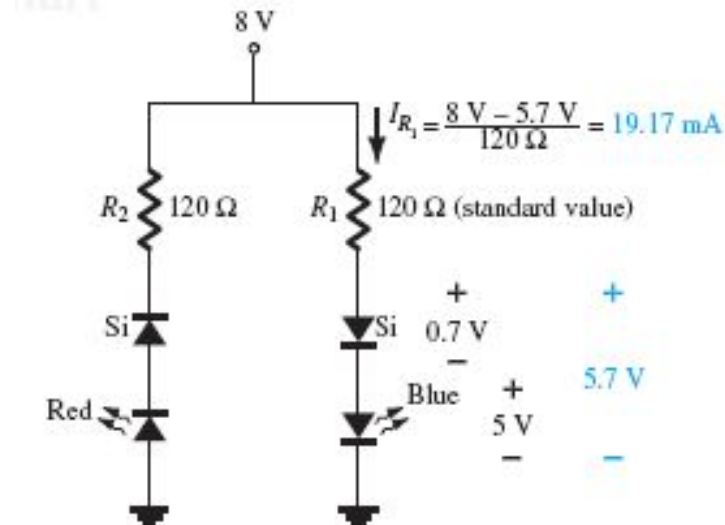 8 V
I_R₁ = 8 V – 5.7 V / 120 Ω = 19.17 mA
R₂ 120 Ω
R₁ 120 Ω (standard value)
Si
Si
+
0.7 V
–
+
5.7 V
–
Red
Blue
+
5 V
–